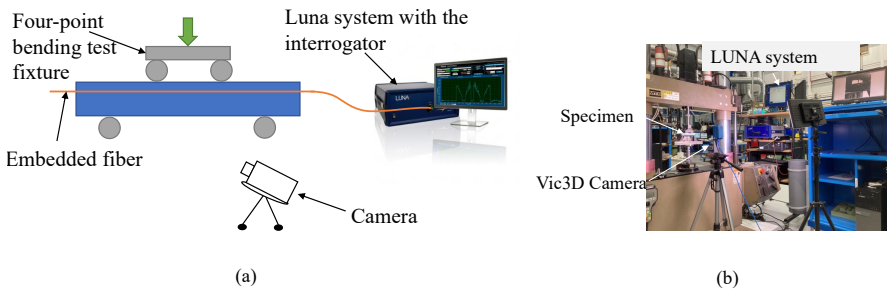 Four-point
bending test
fixture
Luna system with the
interrogator
LUNA
Embedded fiber
Camera
(a)
LUNA system
Specimen
Vic3D Camera
(b)